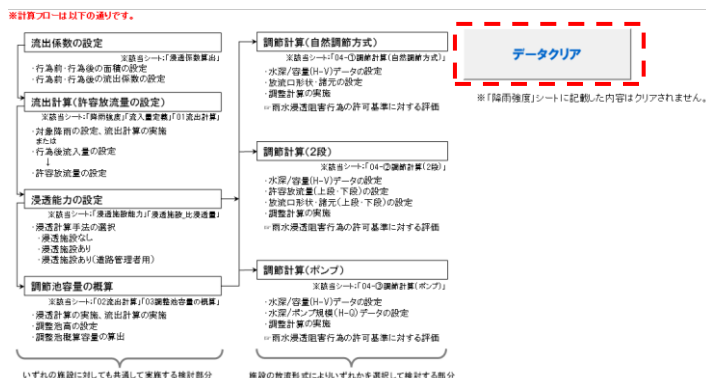 ※計算フローは以下の通りです。
流出係数の設定
※該当シート:「浸透係数算出」
・行為前・行為後の面積の設定
・行為前・行為後の流出係数の設定
流出計算(許容放流量の設定)
※該当シート:「降雨強度」「流入量定義」「01流出計算」
・対象降雨の設定、流出計算の実施
または
・行為後流入量の設定
↓
・許容放流量の設定
浸透能力の設定
※該当シート:「浸透施設能力」「浸透施設_比浸透量」
・浸透計算手法の選択
・浸透施設なし
・浸透施設あり
・浸透施設あり(道路管理者用)
調節池容量の概算
※該当シート:「02流出計算」「03調整池容量の概算」
・浸透計算の実施、流出計算の実施
・調整池高の設定
・調整池概算容量の算出
いずれの施設に対しても共通して実施する検討部分
調節計算(自然調節方式)
※該当シート:「04-①調節計算(自然調節方式)」
・水深/容量(H-V)データの設定
・放流口形状・諸元の設定
・調整計算の実施
☞雨水浸透阻害行為の許可基準に対する評価
調節計算(2段)
※該当シート:「04-②調節計算(2段)」
・水深/容量(H-V)データの設定
・許容放流量(上段・下段)の設定
・放流口形状・諸元(上段・下段)の設定
・調整計算の実施
☞雨水浸透阻害行為の許可基準に対する評価
調節計算(ポンプ)
※該当シート:「04-③調節計算(ポンプ)」
・水深/容量(H-V)データの設定
・水深/ポンプ規模(H-Q)データの設定
・調整計算の実施
☞雨水浸透阻害行為の許可基準に対する評価
施設の放流形式によりいずれかを選択して検討する部分
データクリア
※「降雨強度」シートに記載した内容はクリアされません。